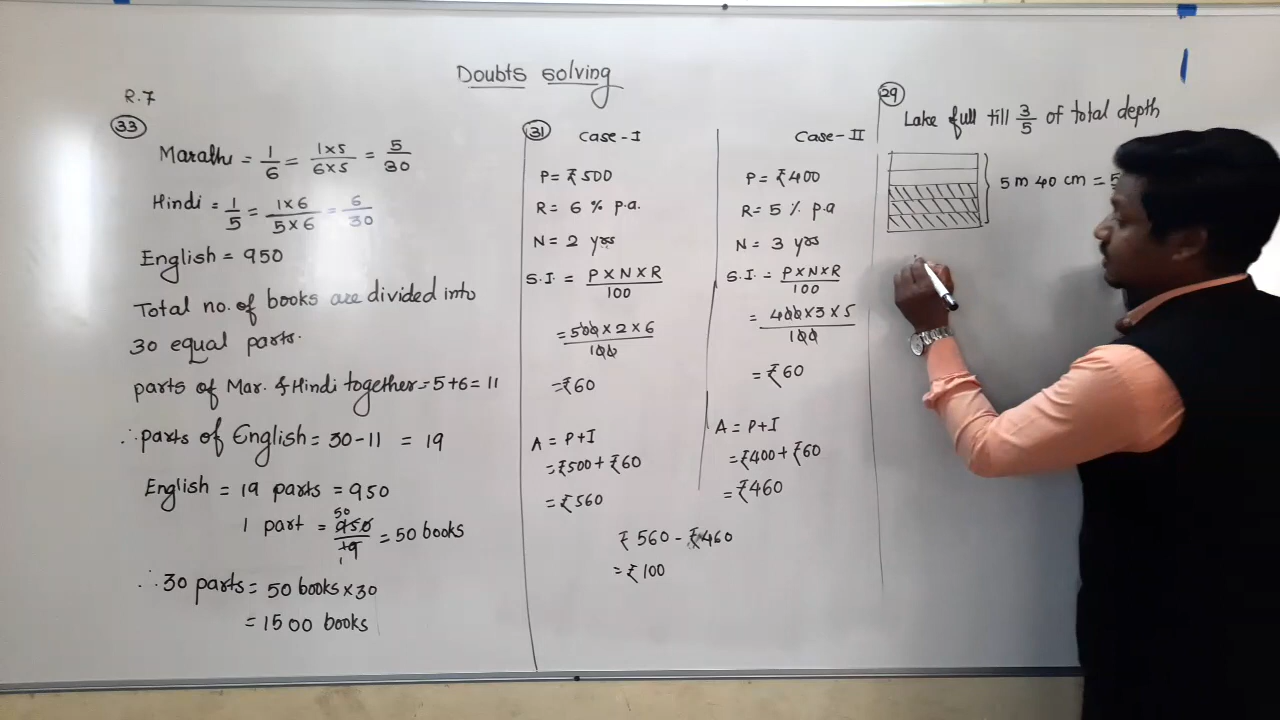 Doubts solving
R.7
33
Marathi = 1/6 = 1×5/6×5 = 5/30
Hindi = 1/5 = 1×6/5×6 = 6/30
English = 950
Total no. of books are divided into
30 equal parts.
parts of Mar. & Hindi together = 5+6 = 11
∴ parts of English = 30-11 = 19
English = 19 parts = 950
50
1 part = 950/19 = 50 books
1
∴ 30 parts = 50 books×30
= 1500 books
31
Case-I
P= ₹500
R= 6 % p.a.
N= 2 yrs
S.I. = P×N×R/100
= 500×2×6/100
= ₹60
A = P+I
= ₹500 + ₹60
= ₹560
Case-II
P= ₹400
R= 5 % p.a
N= 3 yrs
S.I. = P×N×R/100
= 400×3×5/100
= ₹60
A = P+I
= ₹400 + ₹60
= ₹460
₹ 560 - ₹460
= ₹100
29
Lake full till 3/5 of total depth
5 m 40 cm = 5